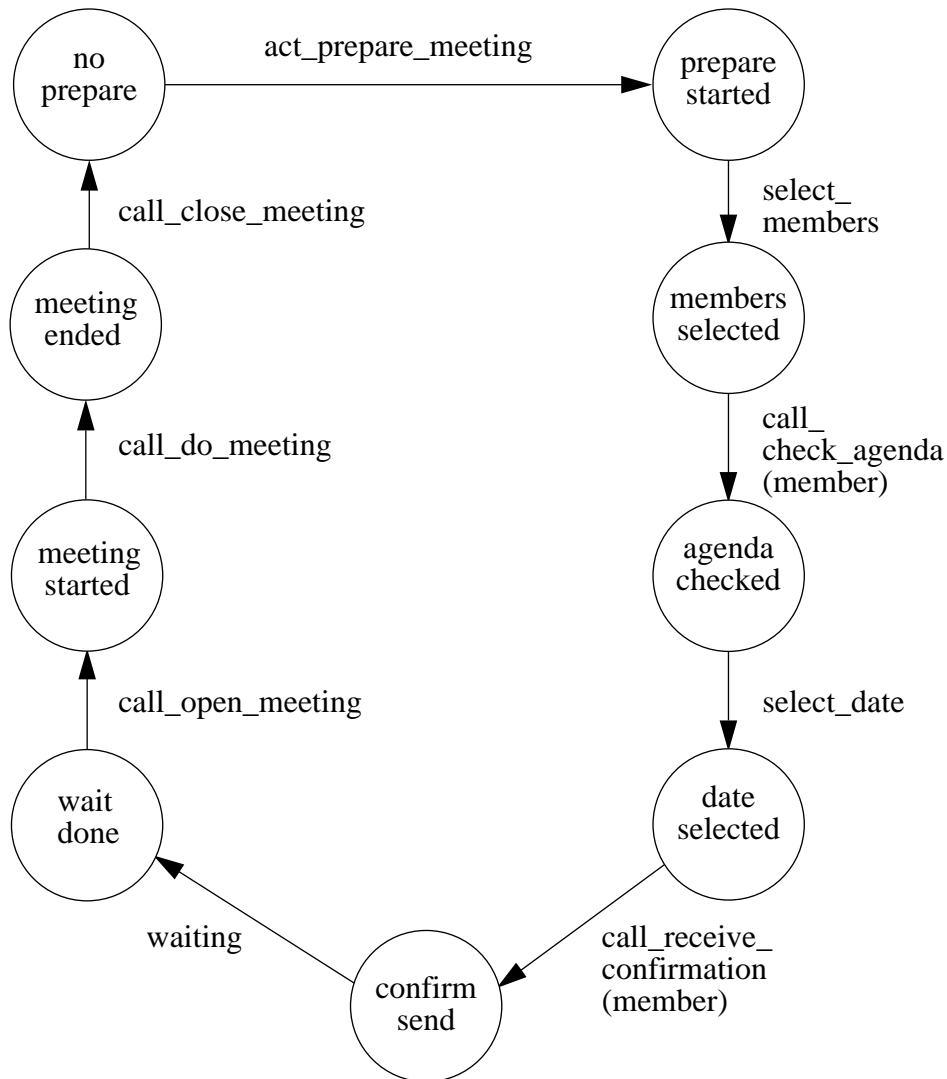 no
prepare
act_prepare_meeting
prepare
started
call_close_meeting
select_
members
meeting
ended
members
selected
call_do_meeting
call_
check_agenda
(member)
meeting
started
agenda
checked
call_open_meeting
select_date
wait
done
date
selected
waiting
call_receive_
confirmation
(member)
confirm
send